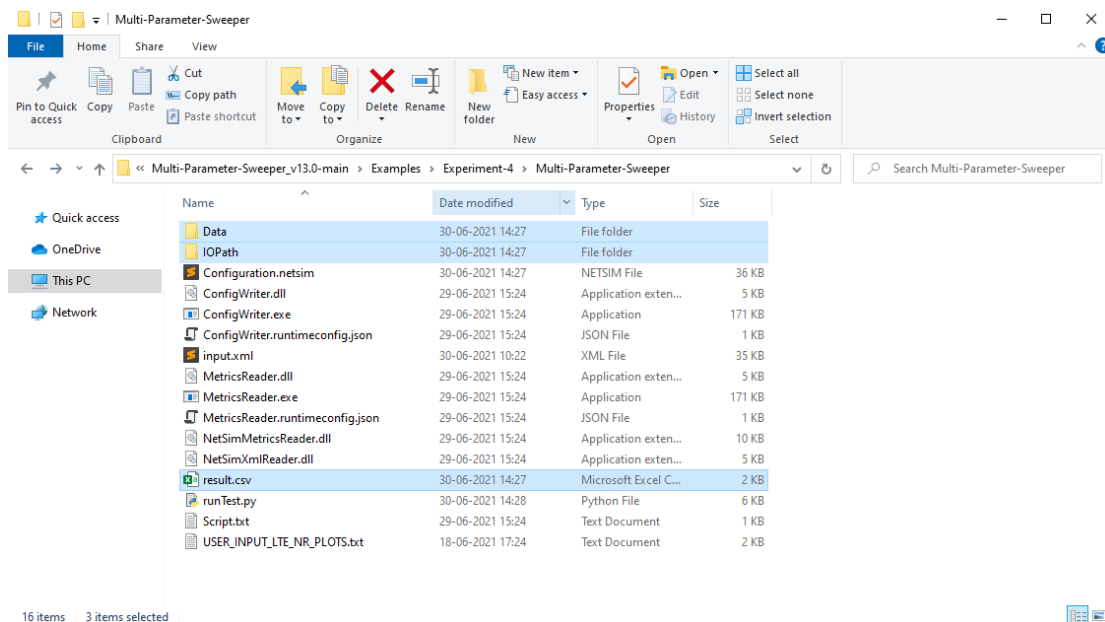 Multi-Parameter-Sweeper
File Home Share View
Pin to Quick access
Copy
Paste
Cut
Copy path
Paste shortcut
Clipboard
Move to
Copy to
Delete
Rename
Organize
New folder
New item
Easy access
New
Properties
Open
Edit
History
Open
Select all
Select none
Invert selection
Select
« Multi-Parameter-Sweeper_v13.0-main › Examples › Experiment-4 › Multi-Parameter-Sweeper
Search Multi-Parameter-Sweeper
Quick access
OneDrive
This PC
Network
Name Date modified Type Size
Data 30-06-2021 14:27 File folder
IOPath 30-06-2021 14:27 File folder
Configuration.netsim 30-06-2021 14:27 NETSIM File 36 KB
ConfigWriter.dll 29-06-2021 15:24 Application exten... 5 KB
ConfigWriter.exe 29-06-2021 15:24 Application 171 KB
ConfigWriter.runtimeconfig.json 29-06-2021 15:24 JSON File 1 KB
input.xml 30-06-2021 10:22 XML File 35 KB
MetricsReader.dll 29-06-2021 15:24 Application exten... 5 KB
MetricsReader.exe 29-06-2021 15:24 Application 171 KB
MetricsReader.runtimeconfig.json 29-06-2021 15:24 JSON File 1 KB
NetSimMetricsReader.dll 29-06-2021 15:24 Application exten... 10 KB
NetSimXmlReader.dll 29-06-2021 15:24 Application exten... 5 KB
result.csv 30-06-2021 14:27 Microsoft Excel C... 2 KB
runTest.py 30-06-2021 14:28 Python File 6 KB
Script.txt 29-06-2021 15:24 Text Document 1 KB
USER_INPUT_LTE_NR_PLOTS.txt 18-06-2021 17:24 Text Document 2 KB
16 items 3 items selected